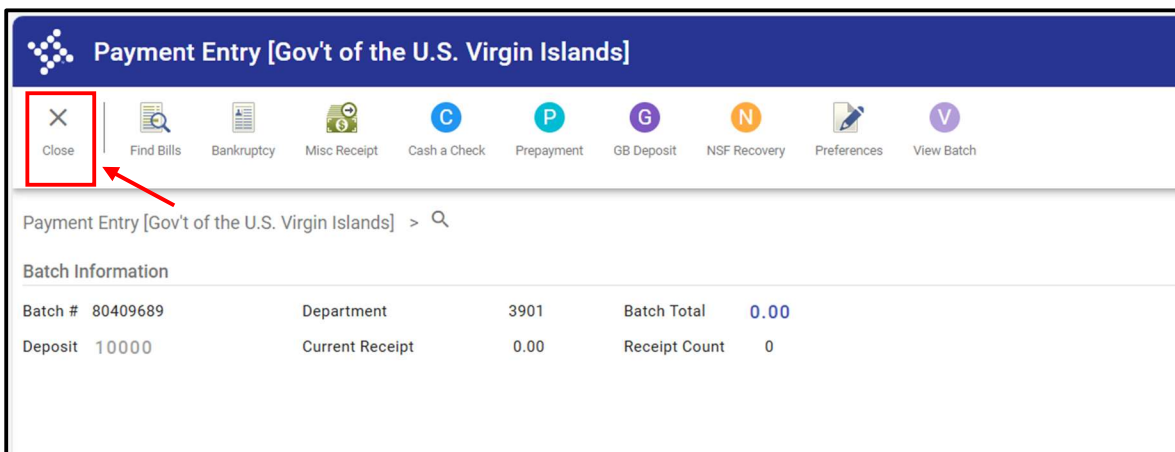 Payment Entry [Gov't of the U.S. Virgin Islands]
Close Find Bills Bankruptcy Misc Receipt C Cash a Check P Prepayment G GB Deposit N NSF Recovery Preferences V View Batch
Payment Entry [Gov't of the U.S. Virgin Islands] >
Batch Information
Batch # 80409689 Department 3901 Batch Total 0.00
Deposit 10000 Current Receipt 0.00 Receipt Count 0